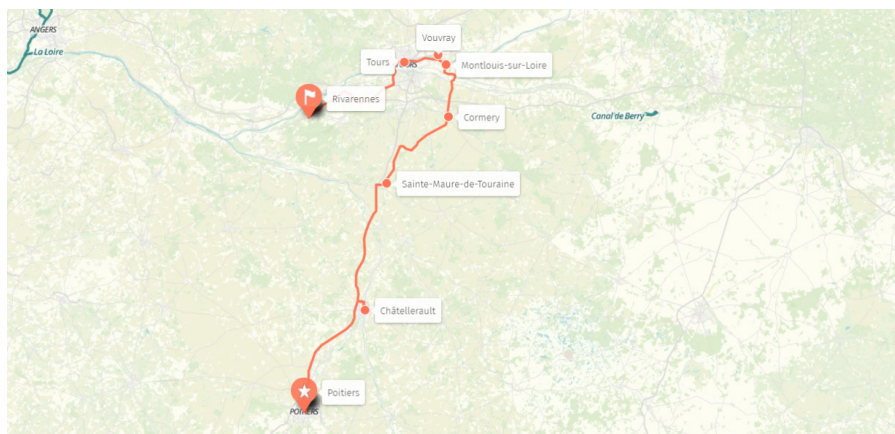 ANGERS
La Loire
Vouvray
Tours
Montlouis-sur-Loire
Rivarennes
Cormery
Canal de Berry
Sainte-Maure-de-Touraine
Châtellerault
Poitiers